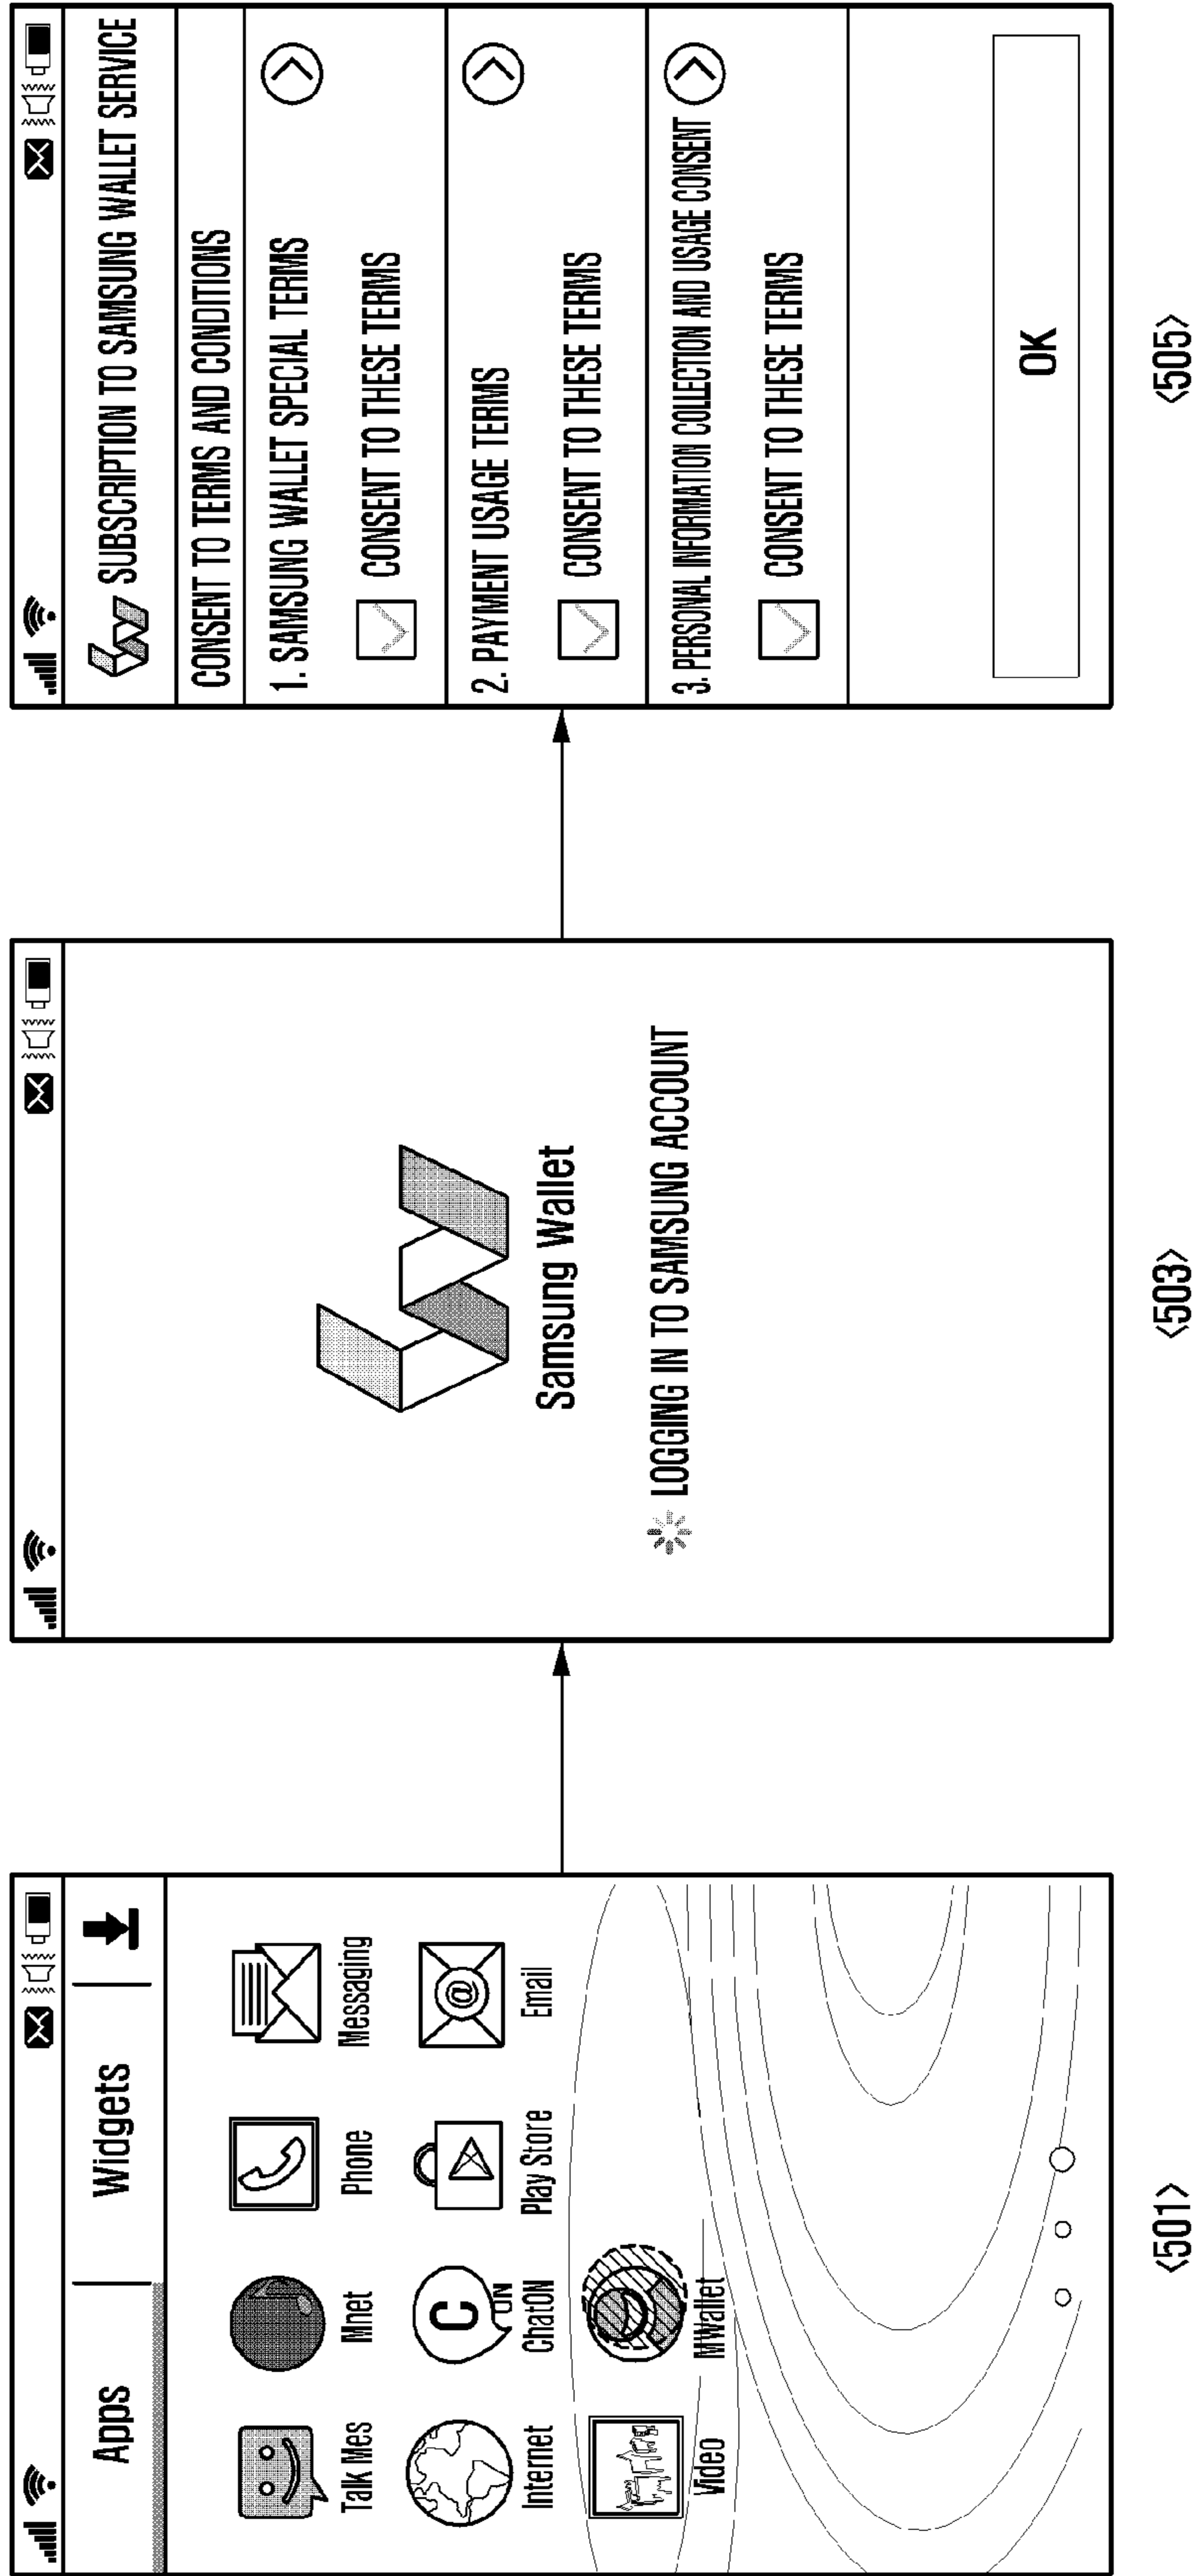 Apps
Widgets
Talk Mes
Mnet
Phone
Messaging
Internet
C
ON
ChatON
Play Store
@
Email
Video
MWallet
<501>
Samsung Wallet
LOGGING IN TO SAMSUNG ACCOUNT
<503>
SUBSCRIPTION TO SAMSUNG WALLET SERVICE
CONSENT TO TERMS AND CONDITIONS
1. SAMSUNG WALLET SPECIAL TERMS
CONSENT TO THESE TERMS
2. PAYMENT USAGE TERMS
CONSENT TO THESE TERMS
3. PERSONAL INFORMATION COLLECTION AND USAGE CONSENT
CONSENT TO THESE TERMS
OK
<505>